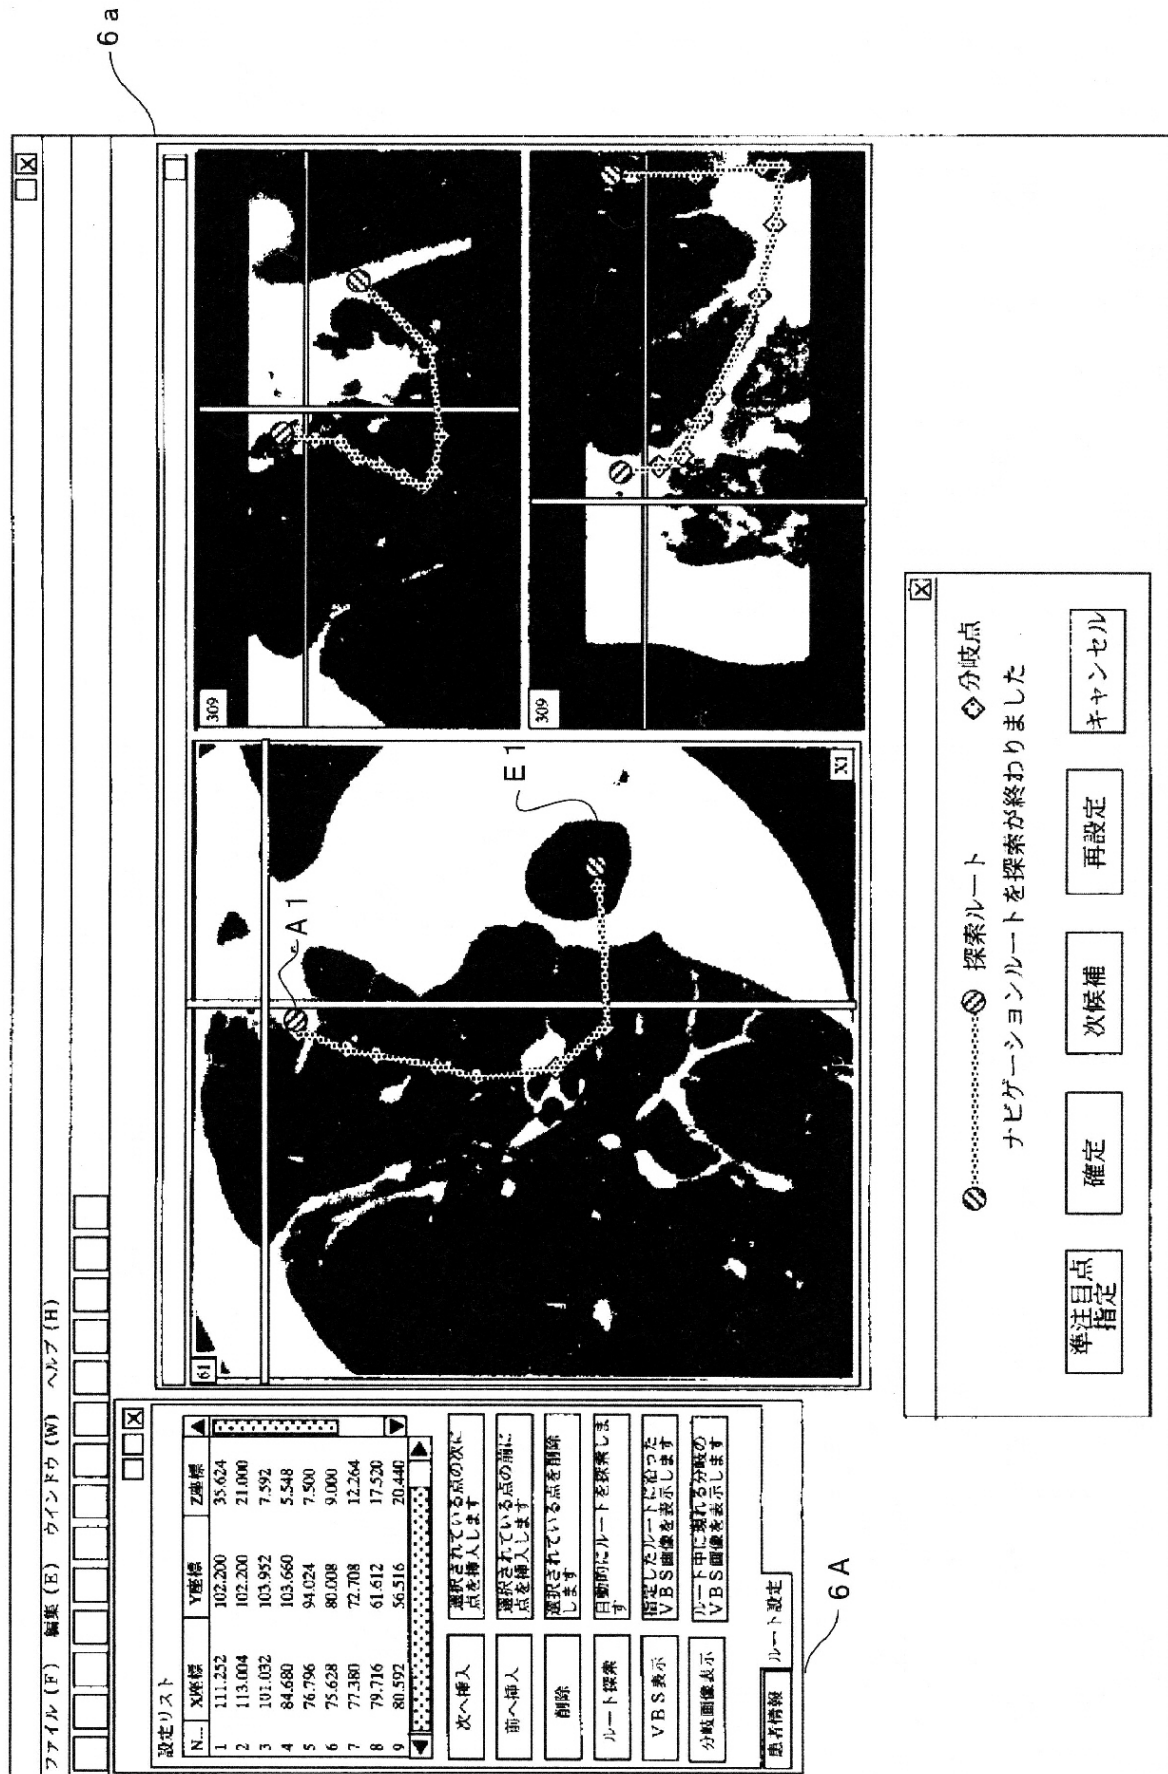 6a
ファイル(F) 編集(E) ウインドウ(W) ヘルプ(H)
設定リスト
N... X座標 Y座標 Z座標
1 111.252 102.200 35.624
2 113.004 102.200 21.000
3 101.032 103.952 7.592
4 84.680 103.660 5.548
5 76.796 94.024 7.500
6 75.628 80.008 9.000
7 77.380 72.708 12.264
8 79.716 61.612 17.520
9 80.592 56.516 20.440
次へ挿入 選択されている点の次に
点を挿入します
前へ挿入 選択されている点の前に
点を挿入します
削除 選択されている点を削除
します
ルート探索 自動的にルートを探索しま
す
VBS表示 指定したルートに沿った
VBS画像を表示します
分岐画像表示 ルート中に現れる分岐の
VBS画像を表示します
患者情報 ルート設定
6A
61
A1
E1
X1
309
309
探索ルート 分岐点
ナビゲーションルートを探索が終わりました
準注目点
指定
確定 次候補 再設定 キャンセル